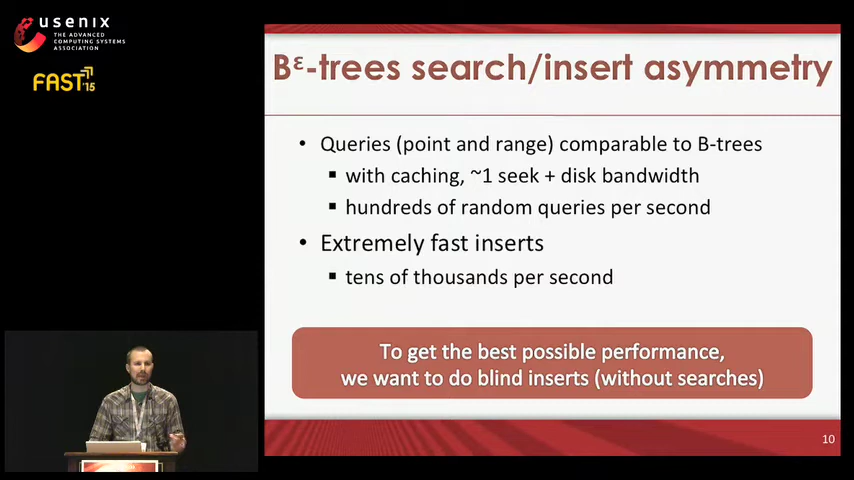 usenix
THE ADVANCED
COMPUTING SYSTEMS
ASSOCIATION
FAST '15
Bᵋ-trees search/insert asymmetry
• Queries (point and range) comparable to B-trees
▪ with caching, ~1 seek + disk bandwidth
▪ hundreds of random queries per second
• Extremely fast inserts
▪ tens of thousands per second
To get the best possible performance,
we want to do blind inserts (without searches)
10